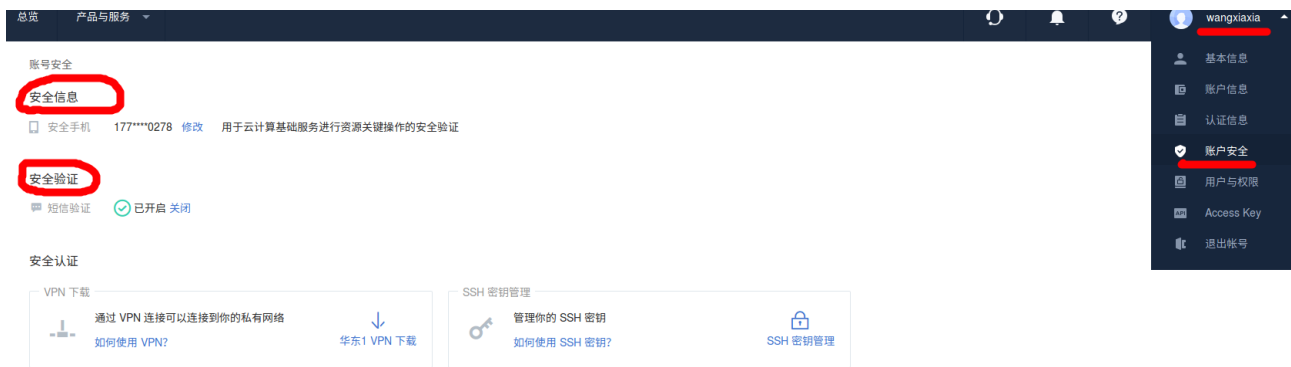 总览 产品与服务 wangxiaxia
账号安全
安全信息
安全手机 177****0278 修改 用于云计算基础服务进行资源关键操作的安全验证
安全验证
短信验证 已开启 关闭
安全认证
VPN 下载
通过 VPN 连接可以连接到你的私有网络
如何使用 VPN?
华东1 VPN 下载
SSH 密钥管理
管理你的 SSH 密钥
如何使用 SSH 密钥?
SSH 密钥管理
基本信息
账户信息
认证信息
账户安全
用户与权限
API Access Key
退出帐号